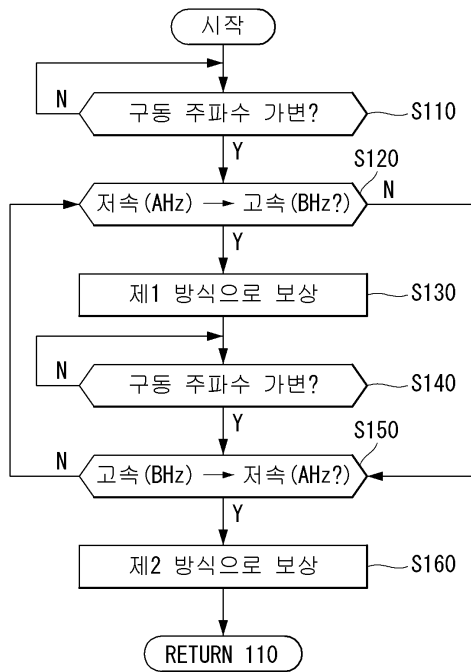 시작
N
구동 주파수 가변?
S110
Y
S120
저속(AHz) → 고속(BHz?)
N
Y
제1 방식으로 보상
S130
N
구동 주파수 가변?
S140
Y
S150
N
고속(BHz) → 저속(AHz?)
Y
제2 방식으로 보상
S160
RETURN 110